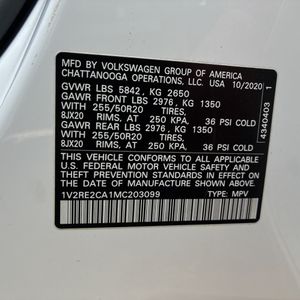 MFD BY VOLKSWAGEN GROUP OF AMERICA
CHATTANOOGA OPERATIONS, LLC. USA 10/2020
GVWR LBS 5842, KG 2650
GAWR FRONT LBS 2976, KG 1350
WITH 255/50R20 TIRES,
8JX20 RIMS, AT 250 KPA, 36 PSI COLD
GAWR REAR LBS 2976, KG 1350
WITH 255/50R20 TIRES,
8JX20 RIMS, AT 250 KPA, 36 PSI COLD
THIS VEHICLE CONFORMS TO ALL APPLICABLE
U.S. FEDERAL MOTOR VEHICLE SAFETY
AND THEFT PREVENTION STANDARDS IN EFFECT
ON THE DATE OF MANUFACTURE SHOWN ABOVE.
1V2RE2CA1MC203099 TYPE: MPV
4340403 1